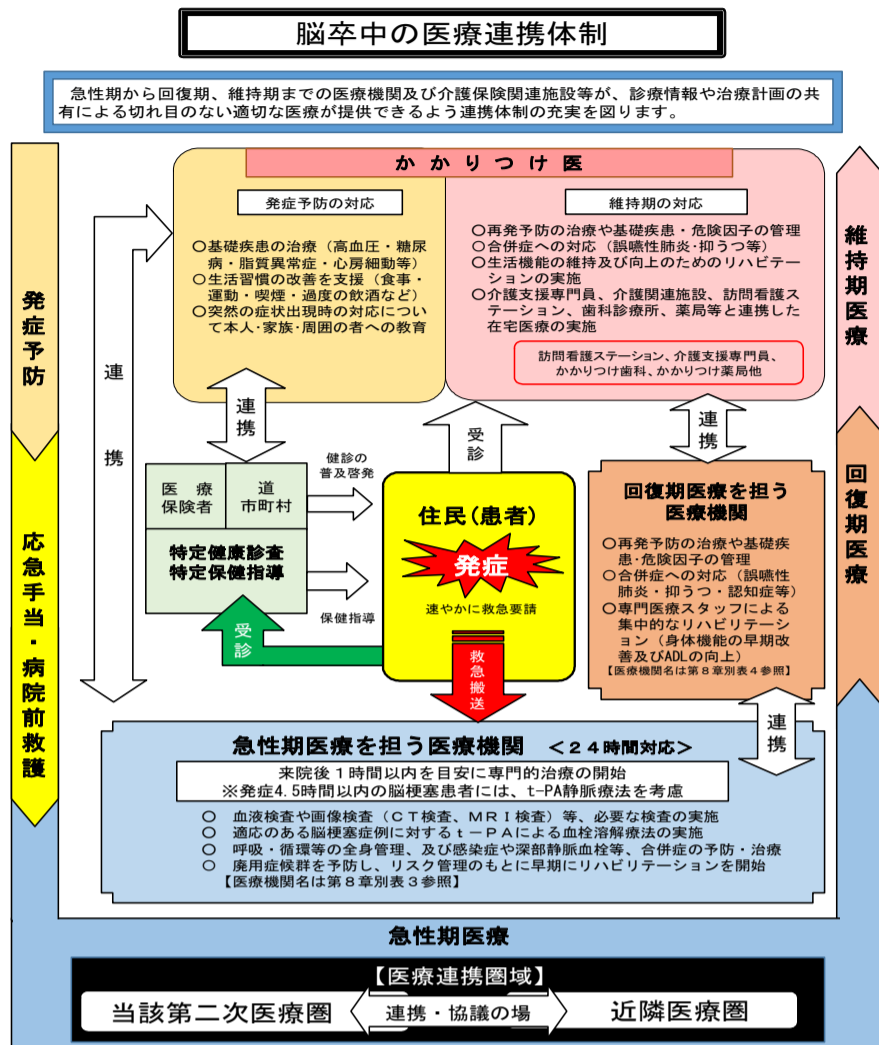 脳卒中の医療連携体制
急性期から回復期、維持期までの医療機関及び介護保険関連施設等が、診療情報や治療計画の共
有による切れ目のない適切な医療が提供できるよう連携体制の充実を図ります。
かかりつけ医
発症予防の対応
○基礎疾患の治療（高血圧・糖尿
病・脂質異常症・心房細動等）
○生活習慣の改善を支援（食事・
運動・喫煙・過度の飲酒など）
○突然の症状出現時の対応につい
て本人・家族・周囲の者への教育
維持期の対応
○再発予防の治療や基礎疾患・危険因子の管理
○合併症への対応（誤嚥性肺炎・抑うつ等）
○生活機能の維持及び向上のためのリハビテー
ションの実施
○介護支援専門員、介護関連施設、訪問看護ス
テーション、歯科診療所、薬局等と連携した
在宅医療の実施
訪問看護ステーション、介護支援専門員、
かかりつけ歯科、かかりつけ薬局他
発症予防
応急手当・病院前救護
維持期医療
回復期医療
連携
連携
受診
連携
医療
保険者
道
市町村
特定健康診査
特定保健指導
健診の
普及啓発
保健指導
受診
住民（患者）
発症
速やかに救急要請
救急搬送
回復期医療を担う
医療機関
○再発予防の治療や基礎疾
患・危険因子の管理
○合併症への対応（誤嚥性
肺炎・抑うつ・認知症等）
○専門医療スタッフによる
集中的なリハビリテーシ
ョン（身体機能の早期改
善及びADLの向上）
【医療機関名は第８章別表４参照】
連携
急性期医療を担う医療機関 ＜２４時間対応＞
来院後１時間以内を目安に専門的治療の開始
※発症4.5時間以内の脳梗塞患者には、t-PA静脈療法を考慮
○ 血液検査や画像検査（ＣＴ検査、ＭＲＩ検査）等、必要な検査の実施
○ 適応のある脳梗塞症例に対するｔ－ＰＡによる血栓溶解療法の実施
○ 呼吸・循環等の全身管理、及び感染症や深部静脈血栓等、合併症の予防・治療
○ 廃用症候群を予防し、リスク管理のもとに早期にリハビリテーションを開始
【医療機関名は第８章別表３参照】
急性期医療
【医療連携圏域】
当該第二次医療圏
連携・協議の場
近隣医療圏